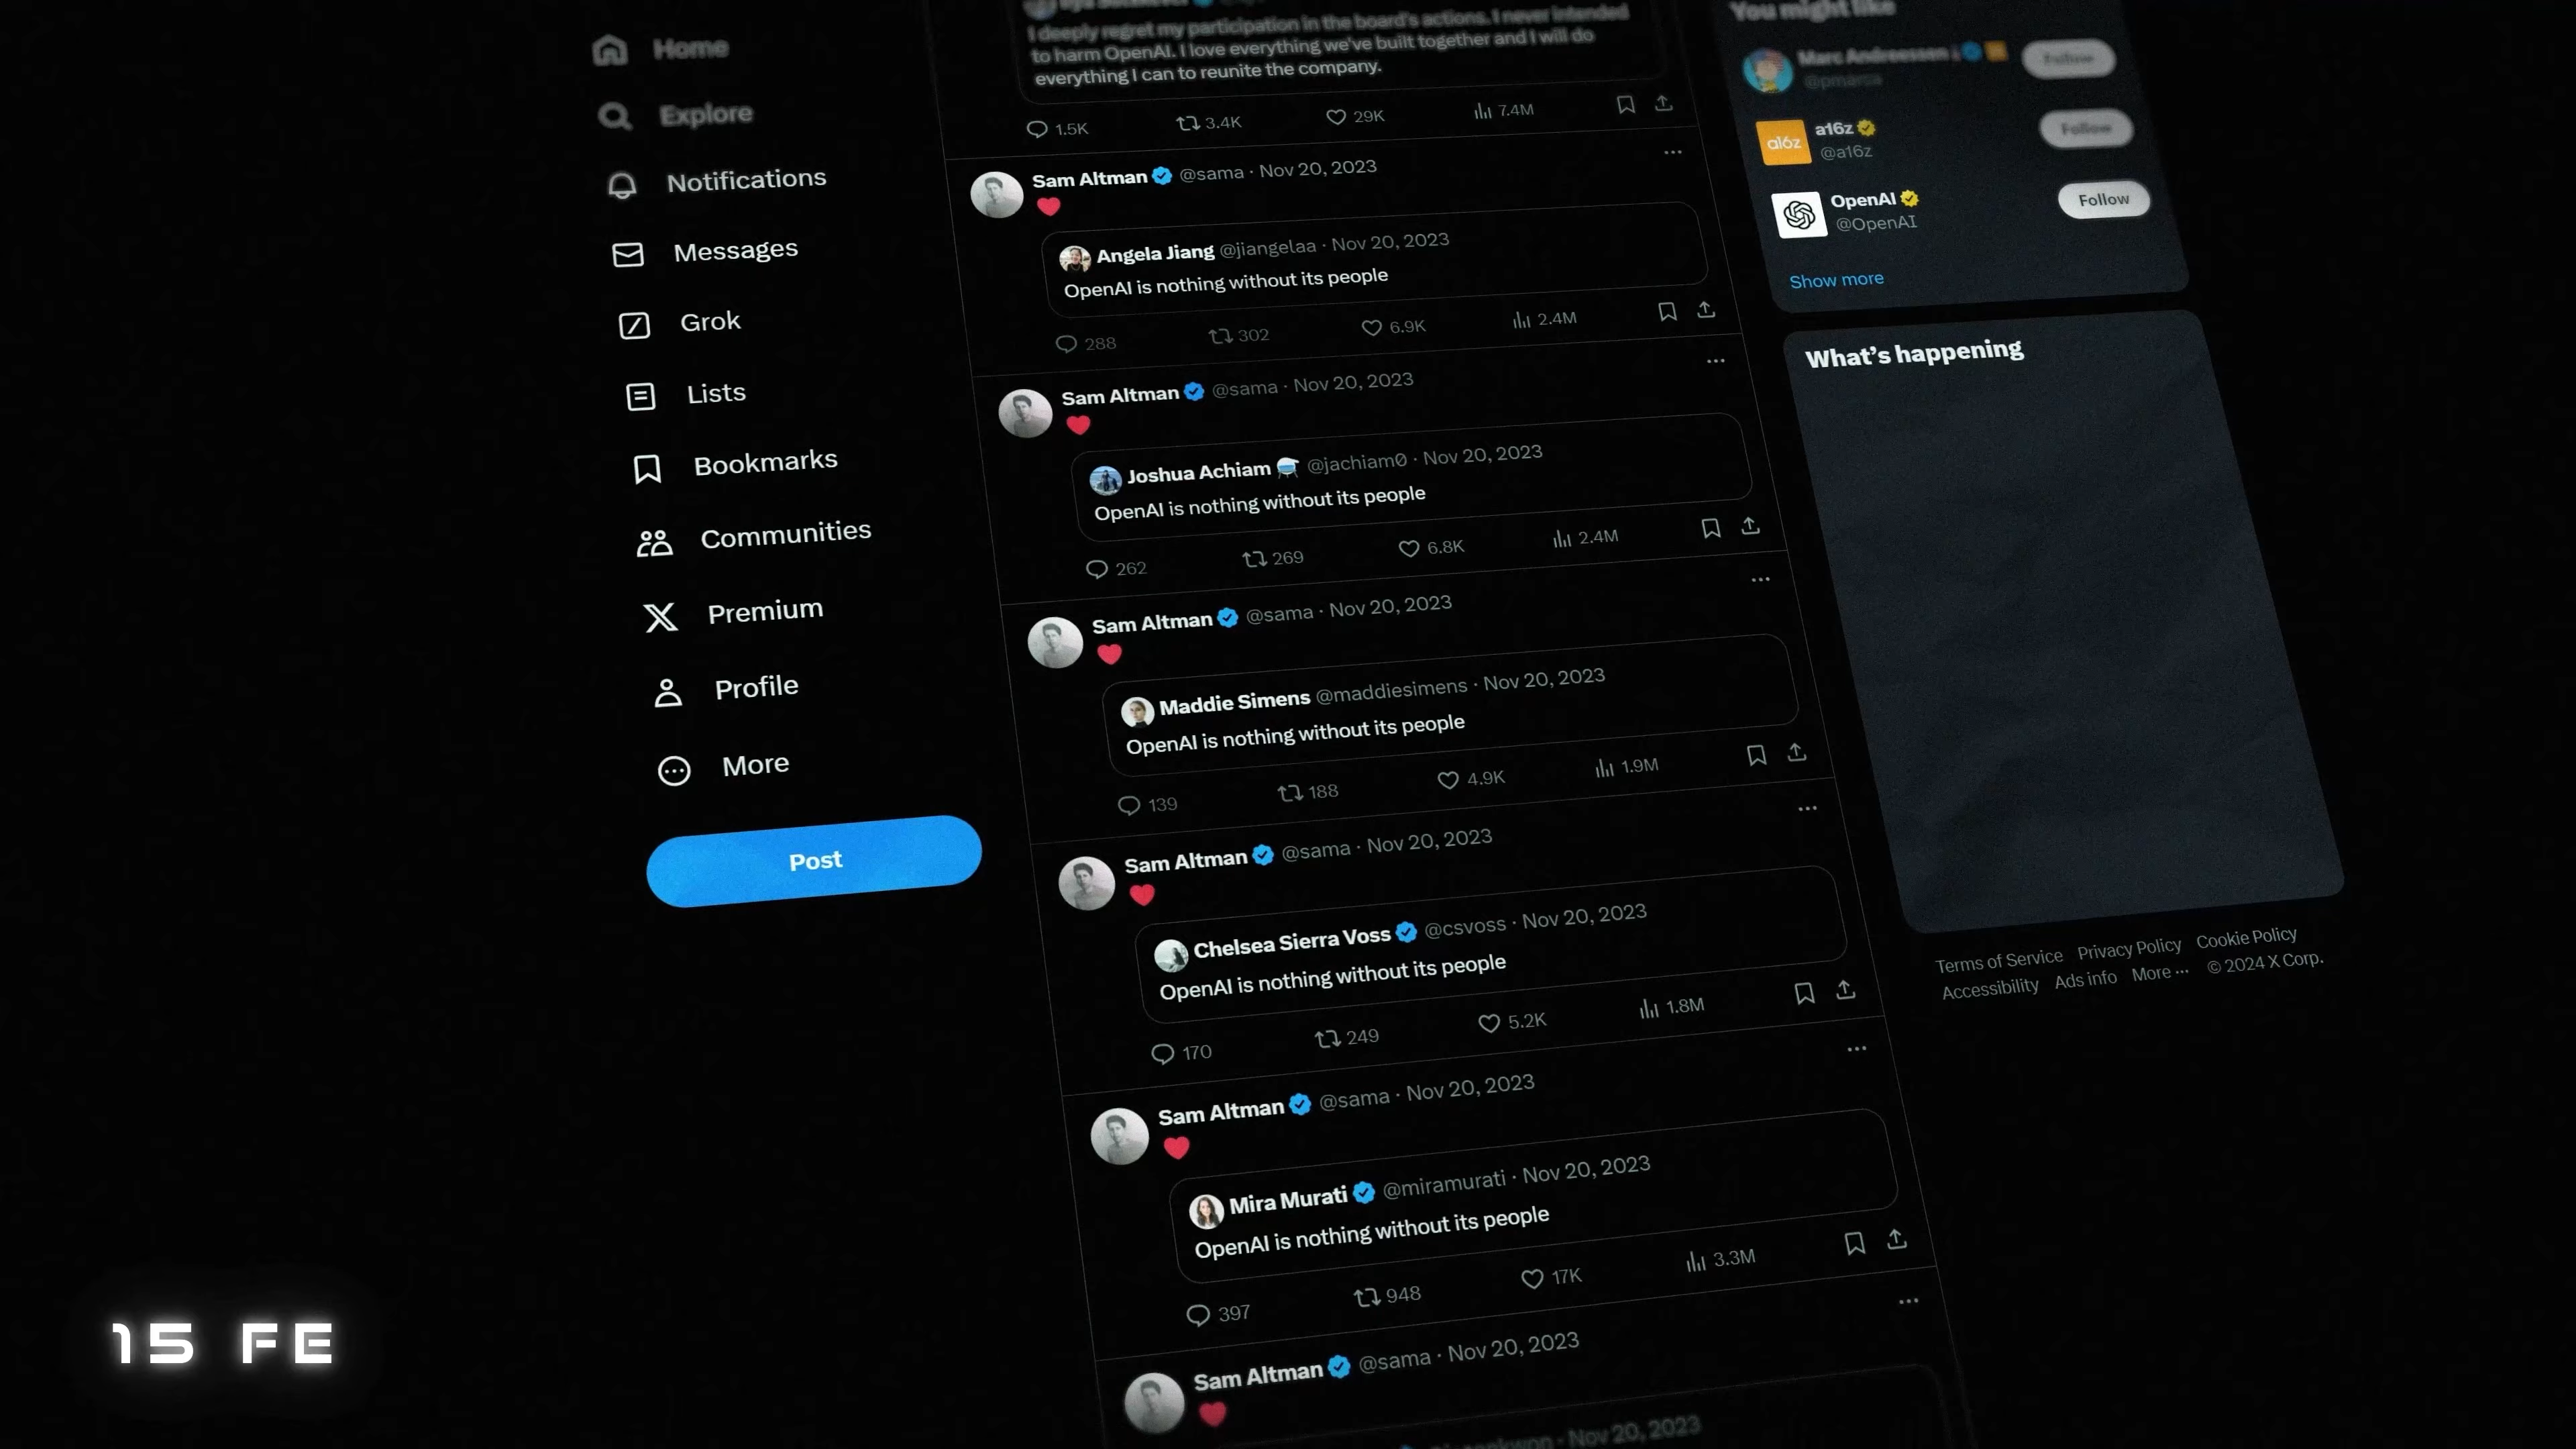 Home
Explore
Notifications
Messages
Grok
Lists
Bookmarks
Communities
Premium
Profile
More
Post
I deeply regret my participation in the board's actions. I never intended
to harm OpenAI. I love everything we've built together and I will do
everything I can to reunite the company.
1.5K 3.4K 29K 7.4M
Sam Altman @sama · Nov 20, 2023
Angela Jiang @jiangelaa · Nov 20, 2023
OpenAI is nothing without its people
288 302 6.9K 2.4M
Sam Altman @sama · Nov 20, 2023
Joshua Achiam @jachiam0 · Nov 20, 2023
OpenAI is nothing without its people
262 269 6.8K 2.4M
Sam Altman @sama · Nov 20, 2023
Maddie Simens @maddiesimens · Nov 20, 2023
OpenAI is nothing without its people
139 188 4.9K 1.9M
Sam Altman @sama · Nov 20, 2023
Chelsea Sierra Voss @csvoss · Nov 20, 2023
OpenAI is nothing without its people
170 249 5.2K 1.8M
Sam Altman @sama · Nov 20, 2023
Mira Murati @miramurati · Nov 20, 2023
OpenAI is nothing without its people
397 948 17K 3.3M
Sam Altman @sama · Nov 20, 2023
· Nov 20, 2023
You might like
Marc Andreessen
@pmarca
Follow
a16z
a16z
@a16z
Follow
OpenAI
@OpenAI
Follow
Show more
What's happening
Terms of Service Privacy Policy Cookie Policy
Accessibility Ads info More ... © 2024 X Corp.
15 FE